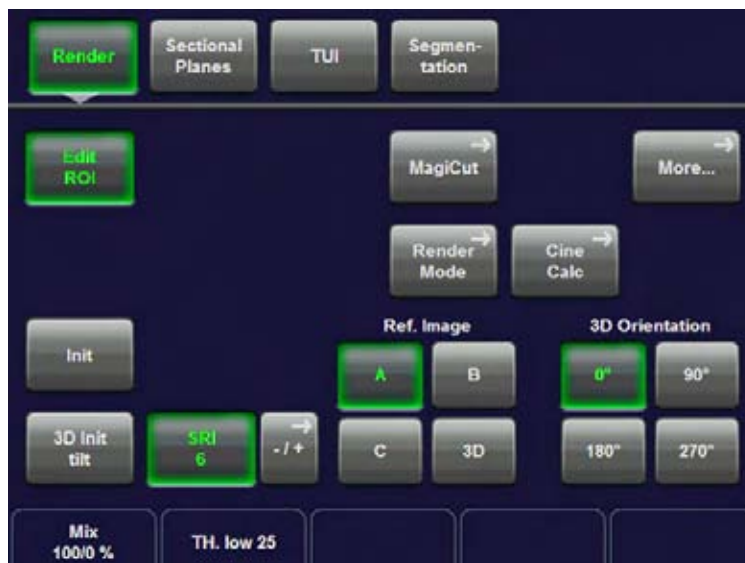 Render
Sectional
Planes
TUI
Segmen-
tation
Edit
ROI
MagiCut
More...
Render
Mode
Cine
Calc
Ref. Image
3D Orientation
Init
A
B
0°
90°
3D Init
tilt
SRI
6
- / +
C
3D
180°
270°
Mix
100/0 %
TH. low 25